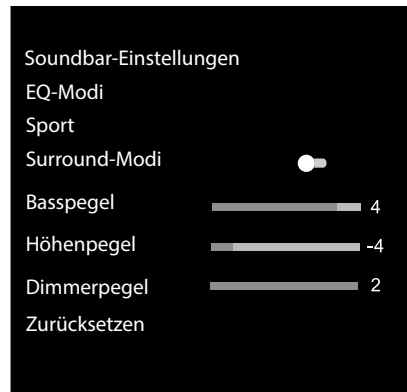 Soundbar-Einstellungen
EQ-Modi
Sport
Surround-Modi
Basspegel 4
Höhenpegel -4
Dimmerpegel 2
Zurücksetzen